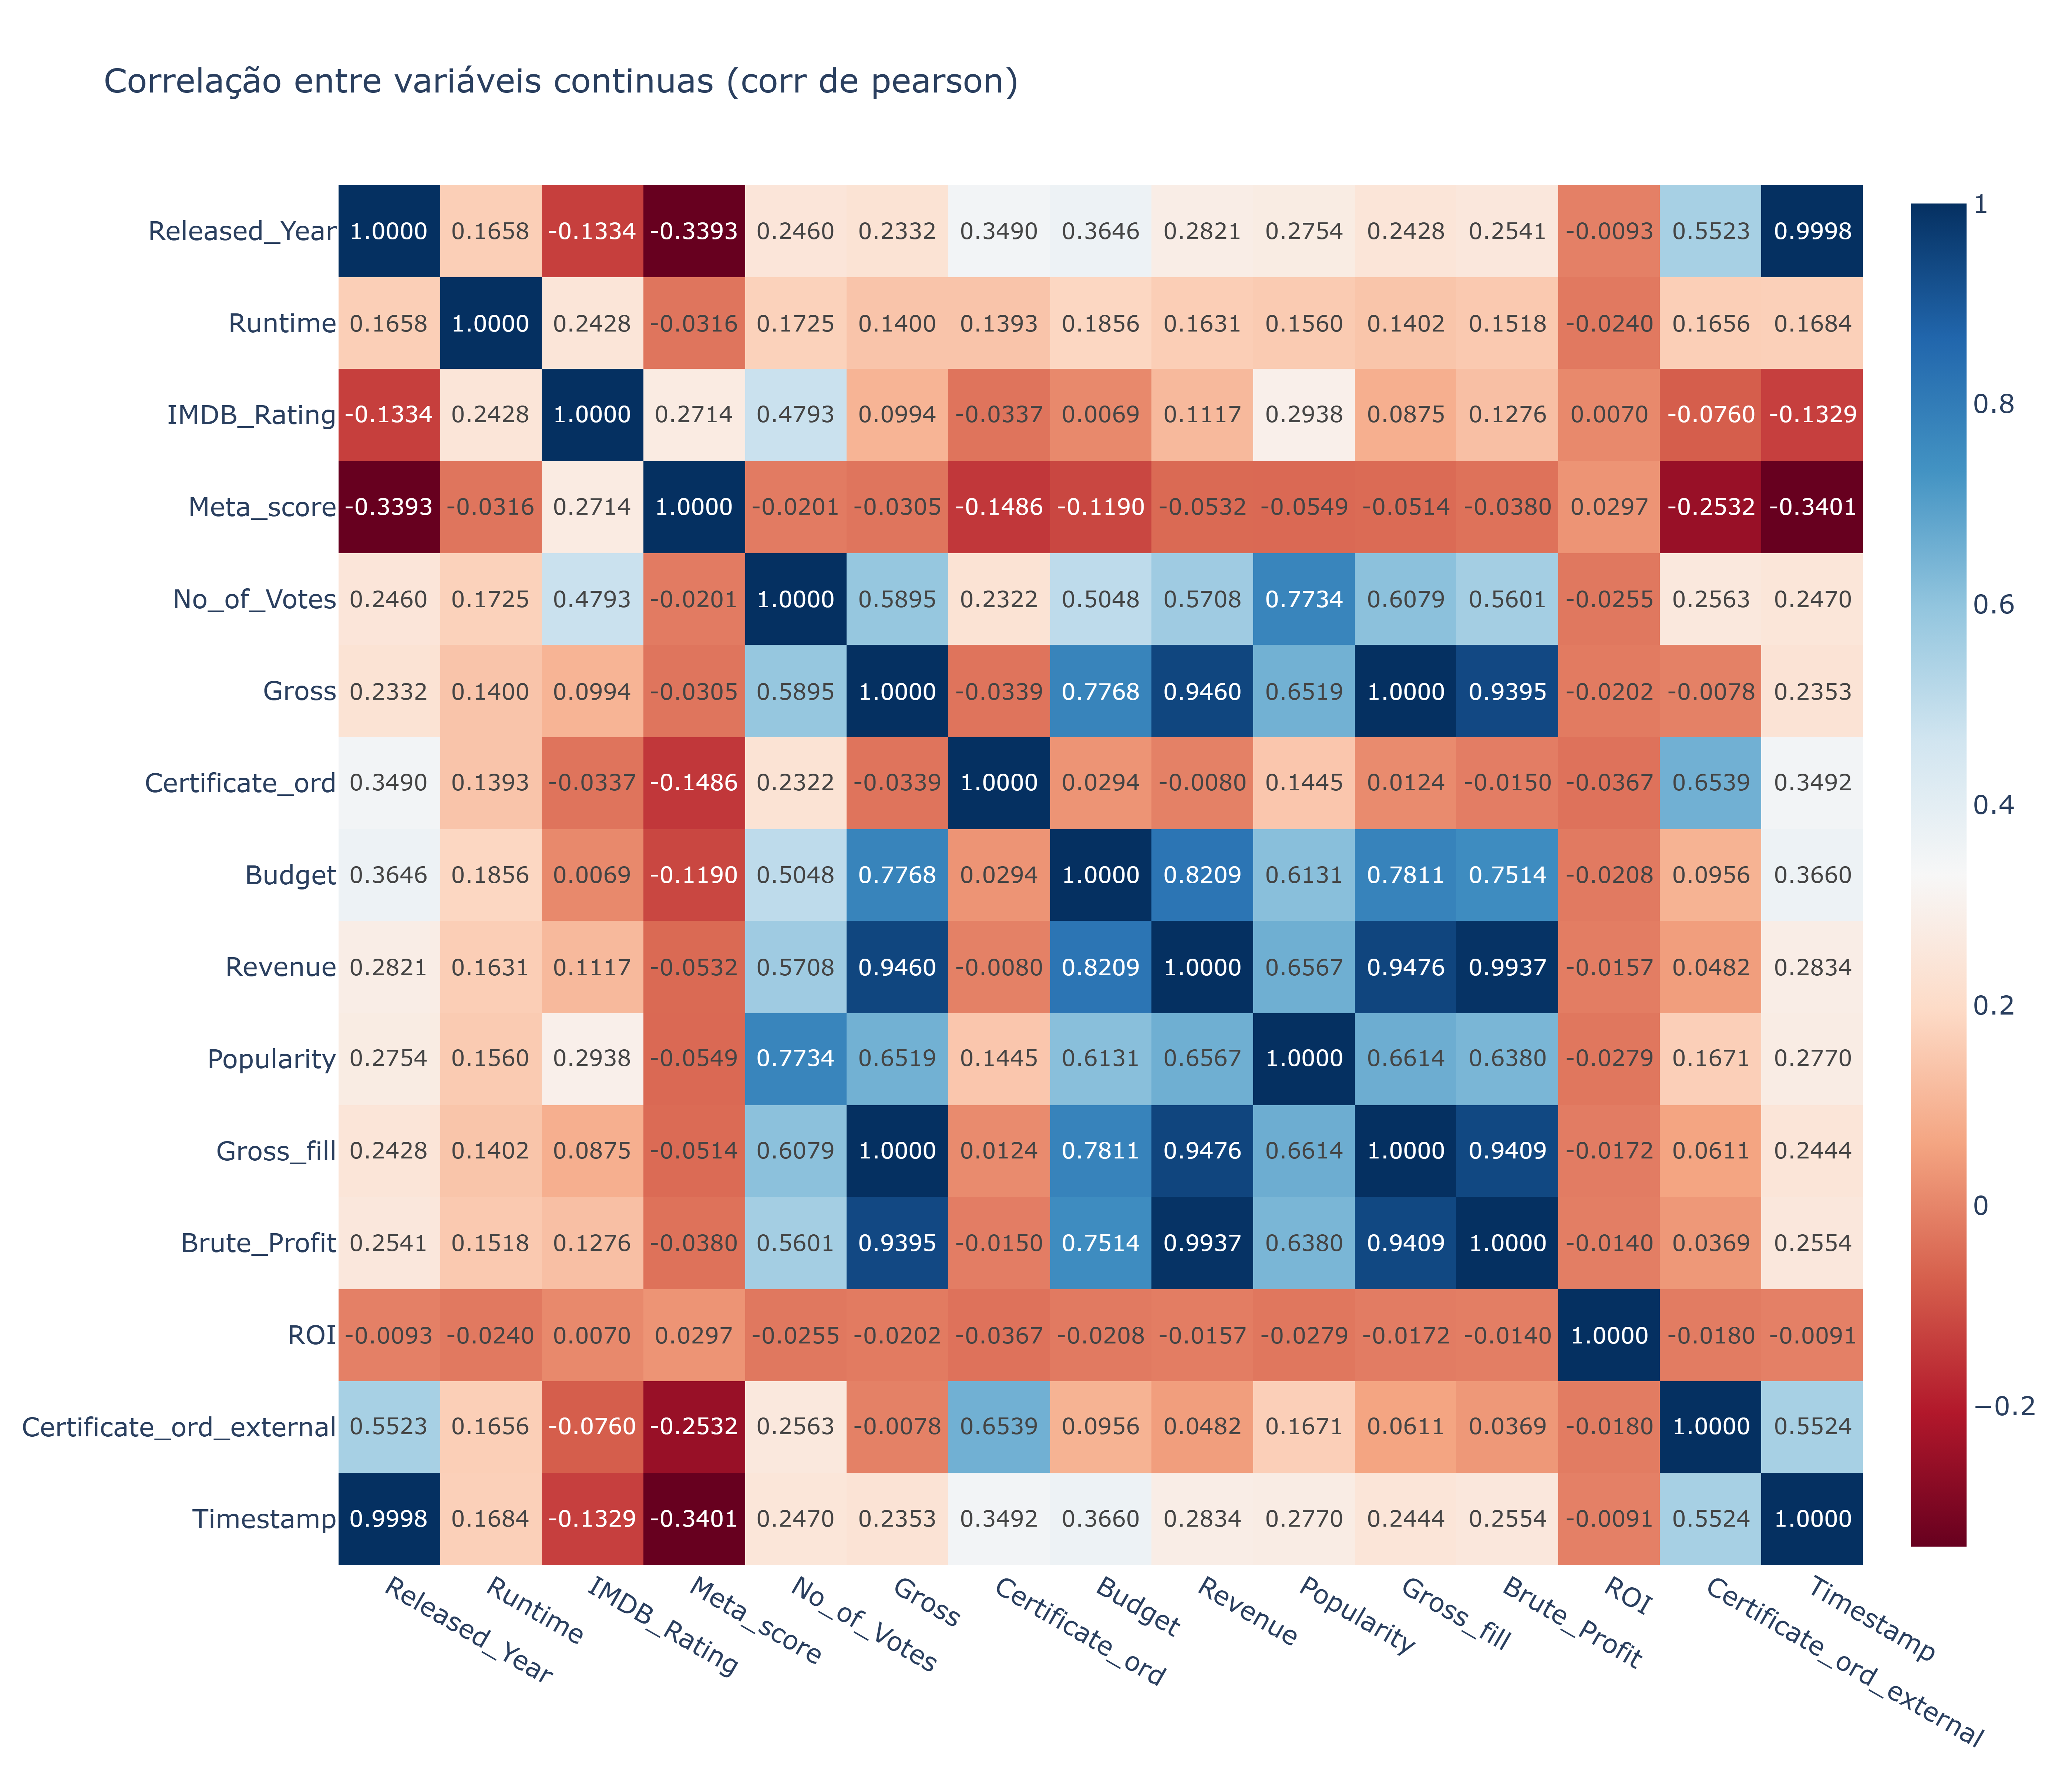 Correlação entre variáveis continuas (corr de pearson)
Released_Year 1.0000 0.1658 -0.1334 -0.3393 0.2460 0.2332 0.3490 0.3646 0.2821 0.2754 0.2428 0.2541 -0.0093 0.5523 0.9998
Runtime 0.1658 1.0000 0.2428 -0.0316 0.1725 0.1400 0.1393 0.1856 0.1631 0.1560 0.1402 0.1518 -0.0240 0.1656 0.1684
IMDB_Rating -0.1334 0.2428 1.0000 0.2714 0.4793 0.0994 -0.0337 0.0069 0.1117 0.2938 0.0875 0.1276 0.0070 -0.0760 -0.1329
Meta_score -0.3393 -0.0316 0.2714 1.0000 -0.0201 -0.0305 -0.1486 -0.1190 -0.0532 -0.0549 -0.0514 -0.0380 0.0297 -0.2532 -0.3401
No_of_Votes 0.2460 0.1725 0.4793 -0.0201 1.0000 0.5895 0.2322 0.5048 0.5708 0.7734 0.6079 0.5601 -0.0255 0.2563 0.2470
Gross 0.2332 0.1400 0.0994 -0.0305 0.5895 1.0000 -0.0339 0.7768 0.9460 0.6519 1.0000 0.9395 -0.0202 -0.0078 0.2353
Certificate_ord 0.3490 0.1393 -0.0337 -0.1486 0.2322 -0.0339 1.0000 0.0294 -0.0080 0.1445 0.0124 -0.0150 -0.0367 0.6539 0.3492
Budget 0.3646 0.1856 0.0069 -0.1190 0.5048 0.7768 0.0294 1.0000 0.8209 0.6131 0.7811 0.7514 -0.0208 0.0956 0.3660
Revenue 0.2821 0.1631 0.1117 -0.0532 0.5708 0.9460 -0.0080 0.8209 1.0000 0.6567 0.9476 0.9937 -0.0157 0.0482 0.2834
Popularity 0.2754 0.1560 0.2938 -0.0549 0.7734 0.6519 0.1445 0.6131 0.6567 1.0000 0.6614 0.6380 -0.0279 0.1671 0.2770
Gross_fill 0.2428 0.1402 0.0875 -0.0514 0.6079 1.0000 0.0124 0.7811 0.9476 0.6614 1.0000 0.9409 -0.0172 0.0611 0.2444
Brute_Profit 0.2541 0.1518 0.1276 -0.0380 0.5601 0.9395 -0.0150 0.7514 0.9937 0.6380 0.9409 1.0000 -0.0140 0.0369 0.2554
ROI -0.0093 -0.0240 0.0070 0.0297 -0.0255 -0.0202 -0.0367 -0.0208 -0.0157 -0.0279 -0.0172 -0.0140 1.0000 -0.0180 -0.0091
Certificate_ord_external 0.5523 0.1656 -0.0760 -0.2532 0.2563 -0.0078 0.6539 0.0956 0.0482 0.1671 0.0611 0.0369 -0.0180 1.0000 0.5524
Timestamp 0.9998 0.1684 -0.1329 -0.3401 0.2470 0.2353 0.3492 0.3660 0.2834 0.2770 0.2444 0.2554 -0.0091 0.5524 1.0000
Released_Year
Runtime
IMDB_Rating
Meta_score
No_of_Votes
Gross
Certificate_ord
Budget
Revenue
Popularity
Gross_fill
Brute_Profit
ROI
Certificate_ord_external
Timestamp
1
0.8
0.6
0.4
0.2
0
−0.2